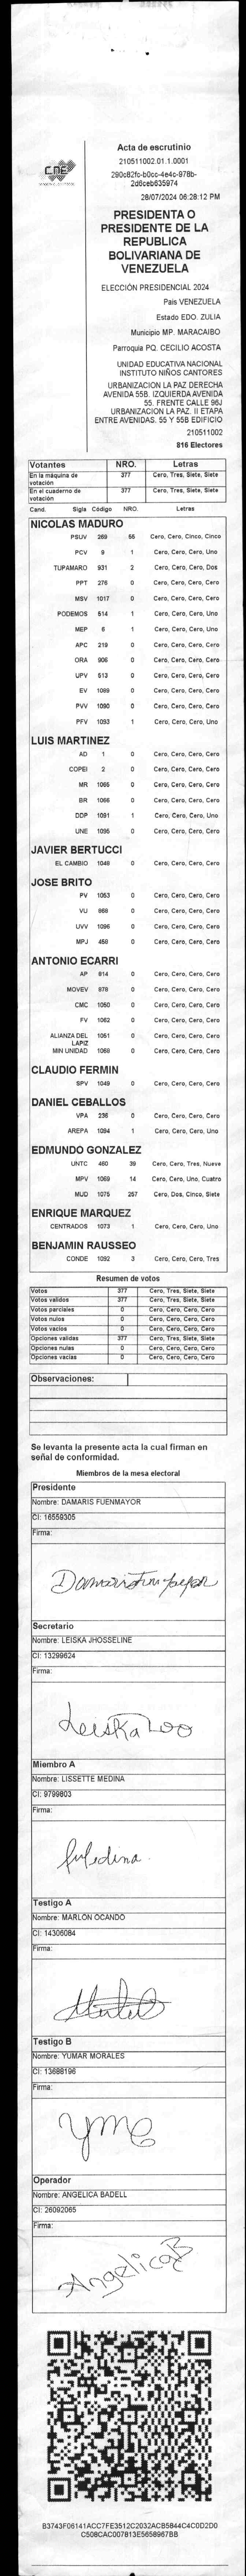 CNE
Acta de escrutinio
210511002.01.1.0001
290c82fc-b0cc-4e4c-978b-
2d6ceb635974
28/07/2024 06:28:12 PM
PRESIDENTA O
PRESIDENTE DE LA
REPUBLICA
BOLIVARIANA DE
VENEZUELA
ELECCIÓN PRESIDENCIAL 2024
Pais VENEZUELA
Estado EDO. ZULIA
Municipio MP. MARACAIBO
Parroquia PQ. CECILIO ACOSTA
UNIDAD EDUCATIVA NACIONAL
INSTITUTO NIÑOS CANTORES
URBANIZACION LA PAZ DERECHA
AVENIDA 55B. IZQUIERDA AVENIDA
55. FRENTE CALLE 96J
URBANIZACION LA PAZ. II ETAPA
ENTRE AVENIDAS. 55 Y 55B EDIFICIO
210511002
816 Electores
Votantes NRO. Letras
En la máquina de votación 377 Cero, Tres, Siete, Siete
En el cuaderno de votación 377 Cero, Tres, Siete, Siete
Cand. Sigla Código NRO. Letras
NICOLAS MADURO
PSUV 269 55 Cero, Cero, Cinco, Cinco
PCV 9 1 Cero, Cero, Cero, Uno
TUPAMARO 931 2 Cero, Cero, Cero, Dos
PPT 276 0 Cero, Cero, Cero, Cero
MSV 1017 0 Cero, Cero, Cero, Cero
PODEMOS 514 1 Cero, Cero, Cero, Uno
MEP 6 1 Cero, Cero, Cero, Uno
APC 219 0 Cero, Cero, Cero, Cero
ORA 906 0 Cero, Cero, Cero, Cero
UPV 513 0 Cero, Cero, Cero, Cero
EV 1089 0 Cero, Cero, Cero, Cero
PVV 1090 0 Cero, Cero, Cero, Cero
PFV 1093 1 Cero, Cero, Cero, Uno
LUIS MARTINEZ
AD 1 0 Cero, Cero, Cero, Cero
COPEI 2 0 Cero, Cero, Cero, Cero
MR 1065 0 Cero, Cero, Cero, Cero
BR 1066 0 Cero, Cero, Cero, Cero
DDP 1091 1 Cero, Cero, Cero, Uno
UNE 1095 0 Cero, Cero, Cero, Cero
JAVIER BERTUCCI
EL CAMBIO 1048 0 Cero, Cero, Cero, Cero
JOSE BRITO
PV 1053 0 Cero, Cero, Cero, Cero
VU 868 0 Cero, Cero, Cero, Cero
UVV 1096 0 Cero, Cero, Cero, Cero
MPJ 458 0 Cero, Cero, Cero, Cero
ANTONIO ECARRI
AP 814 0 Cero, Cero, Cero, Cero
MOVEV 978 0 Cero, Cero, Cero, Cero
CMC 1050 0 Cero, Cero, Cero, Cero
FV 1062 0 Cero, Cero, Cero, Cero
ALIANZA DEL LAPIZ 1051 0 Cero, Cero, Cero, Cero
MIN UNIDAD 1068 0 Cero, Cero, Cero, Cero
CLAUDIO FERMIN
SPV 1049 0 Cero, Cero, Cero, Cero
DANIEL CEBALLOS
VPA 236 0 Cero, Cero, Cero, Cero
AREPA 1094 1 Cero, Cero, Cero, Uno
EDMUNDO GONZALEZ
UNTC 460 39 Cero, Cero, Tres, Nueve
MPV 1069 14 Cero, Cero, Uno, Cuatro
MUD 1075 257 Cero, Dos, Cinco, Siete
ENRIQUE MARQUEZ
CENTRADOS 1073 1 Cero, Cero, Cero, Uno
BENJAMIN RAUSSEO
CONDE 1092 3 Cero, Cero, Cero, Tres
Resumen de votos
Votos 377 Cero, Tres, Siete, Siete
Votos validos 377 Cero, Tres, Siete, Siete
Votos parciales 0 Cero, Cero, Cero, Cero
Votos nulos 0 Cero, Cero, Cero, Cero
Votos vacios 0 Cero, Cero, Cero, Cero
Opciones validas 377 Cero, Tres, Siete, Siete
Opciones nulas 0 Cero, Cero, Cero, Cero
Opciones vacias 0 Cero, Cero, Cero, Cero
Observaciones:
Se levanta la presente acta la cual firman en
señal de conformidad.
Miembros de la mesa electoral
Presidente
Nombre: DAMARIS FUENMAYOR
CI: 16559305
Firma:
Secretario
Nombre: LEISKA JHOSSELINE
CI: 13299624
Firma:
Leiska Loo
Miembro A
Nombre: LISSETTE MEDINA
CI: 9799803
Firma:
Testigo A
Nombre: MARLON OCANDO
CI: 14306084
Firma:
Testigo B
Nombre: YUMAR MORALES
CI: 13688196
Firma:
Operador
Nombre: ANGELICA BADELL
CI: 26092065
Firma:
Angelica B
B3743F06141ACC7FE3512C2032ACB5844C4C0D2D0
C508CAC007813E5658967BB